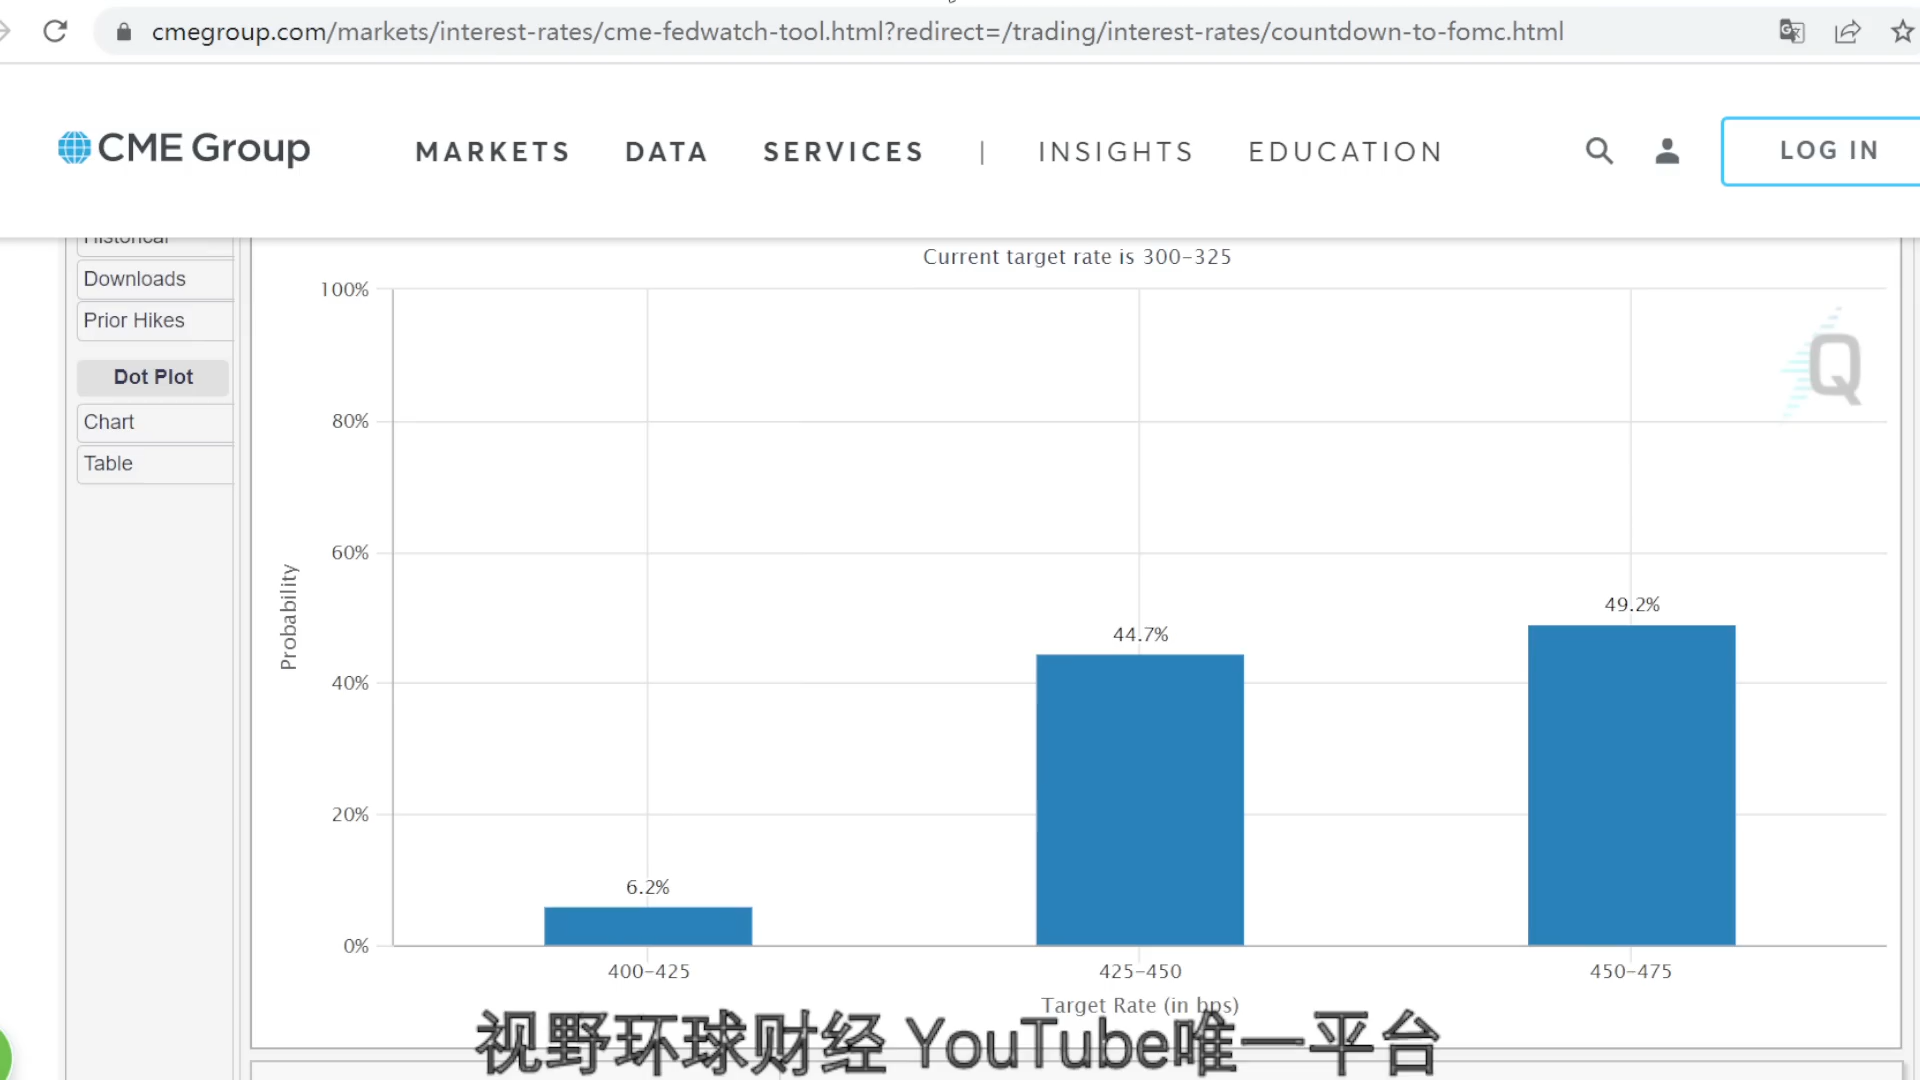 cmegroup.com/markets/interest-rates/cme-fedwatch-tool.html?redirect=/trading/interest-rates/countdown-to-fomc.html
CME Group
MARKETS DATA SERVICES | INSIGHTS EDUCATION
LOG IN
Historical
Downloads
Prior Hikes
Dot Plot
Chart
Table
Current target rate is 300-325
100%
80%
60%
40%
20%
0%
Probability
Q
6.2%
44.7%
49.2%
400-425
425-450
450-475
Target Rate (in bps)
视野环球财经 YouTube唯一平台